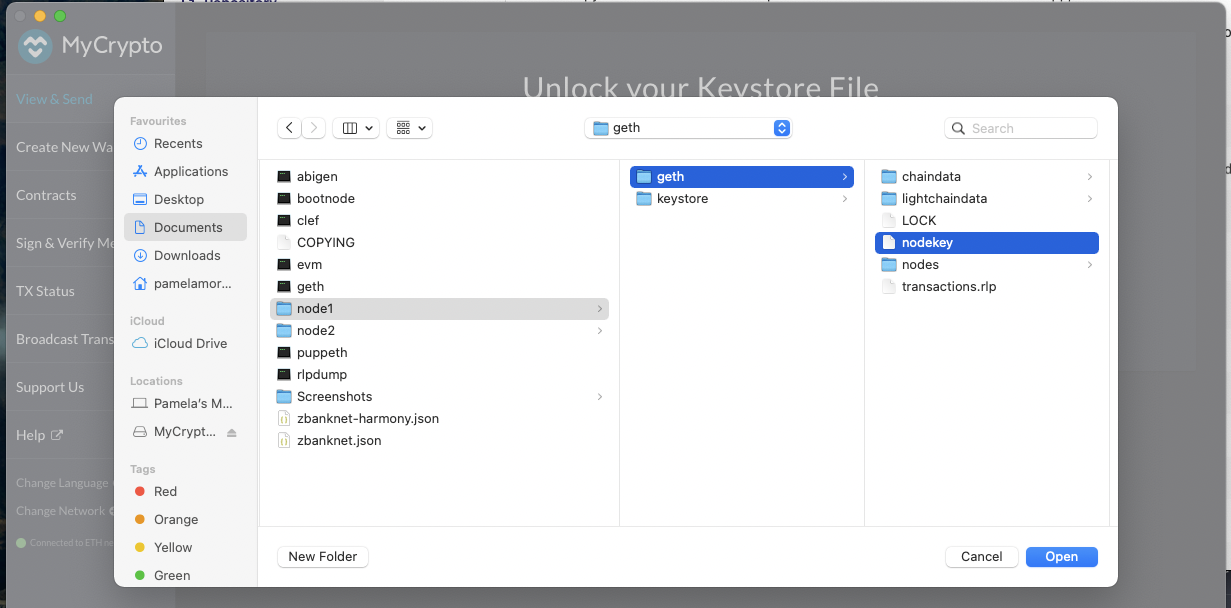 MyCrypto
Unlock your Keystore File
View & Send
Create New Wa
Contracts
Sign & Verify Me
TX Status
Broadcast Trans
Support Us
Help
Change Language
Change Network
Connected to ETH ne
Favourites
Recents
Applications
Desktop
Documents
Downloads
pamelamor...
iCloud
iCloud Drive
Locations
Pamela's M...
MyCrypt...
Tags
Red
Orange
Yellow
Green
geth
Search
abigen
bootnode
clef
COPYING
evm
geth
node1
node2
puppeth
rlpdump
Screenshots
zbanknet-harmony.json
zbanknet.json
geth
keystore
chaindata
lightchaindata
LOCK
nodekey
nodes
transactions.rlp
New Folder
Cancel
Open